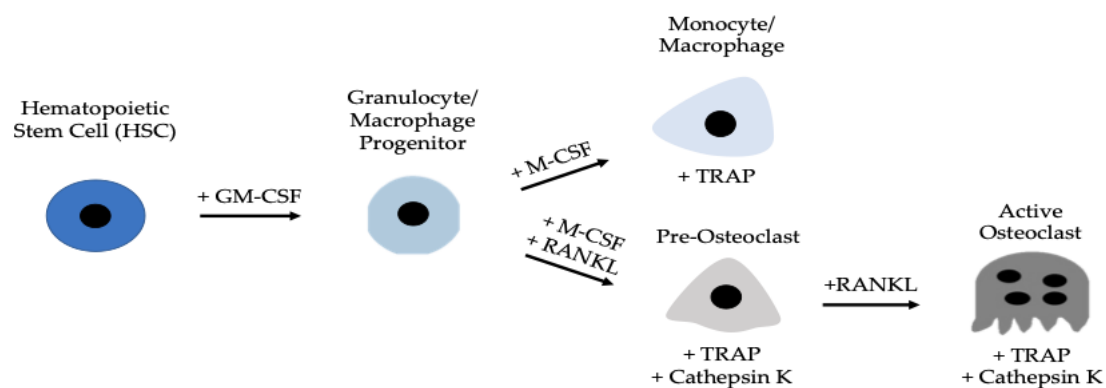 Hematopoietic
Stem Cell (HSC)
+ GM-CSF
Granulocyte/
Macrophage
Progenitor
+ M-CSF
Monocyte/
Macrophage
+ TRAP
+ M-CSF
+ RANKL
Pre-Osteoclast
+ TRAP
+ Cathepsin K
+RANKL
Active
Osteoclast
+ TRAP
+ Cathepsin K